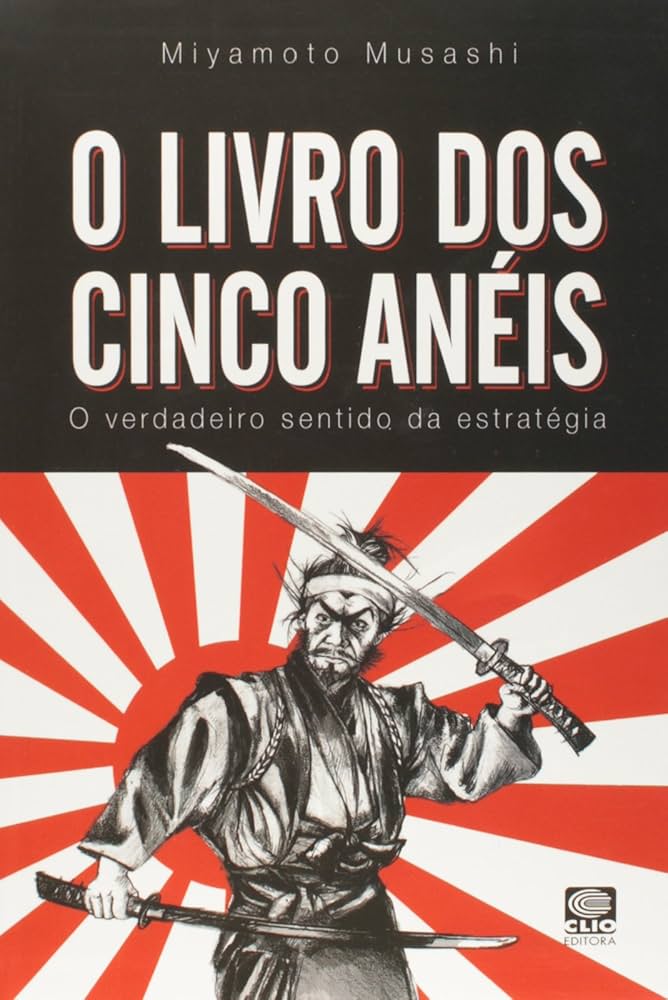 Miyamoto Musashi
O LIVRO DOS
CINCO ANÉIS
O verdadeiro sentido da estratégia
CLIO
EDITORA